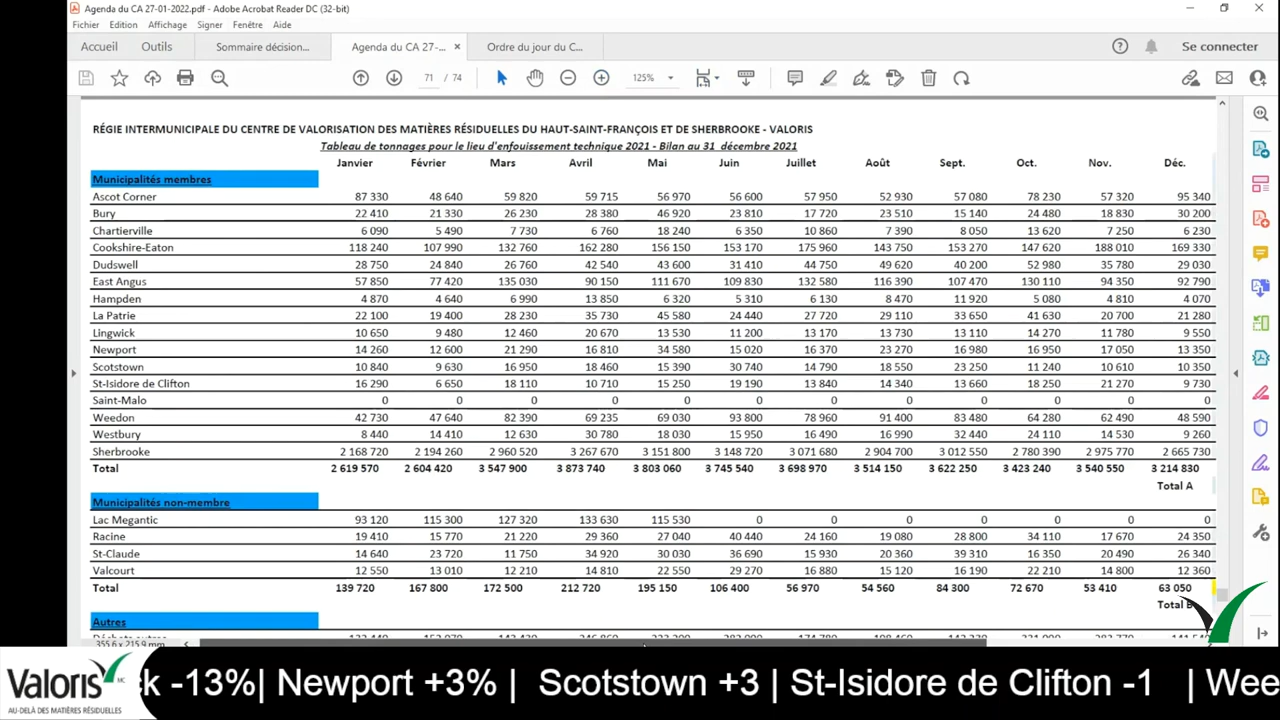 Agenda du CA 27-01-2022.pdf - Adobe Acrobat Reader DC (32-bit)
Fichier Edition Affichage Signer Fenêtre Aide
Accueil Outils Sommaire décision... Agenda du CA 27-... × Ordre du jour du C... Se connecter
71 / 74 125%
RÉGIE INTERMUNICIPALE DU CENTRE DE VALORISATION DES MATIÈRES RÉSIDUELLES DU HAUT-SAINT-FRANÇOIS ET DE SHERBROOKE - VALORIS
Tableau de tonnages pour le lieu d'enfouissement technique 2021 - Bilan au 31 décembre 2021
Janvier Février Mars Avril Mai Juin Juillet Août Sept. Oct. Nov. Déc.
Municipalités membres
Ascot Corner 87 330 48 640 59 820 59 715 56 970 56 600 57 950 52 930 57 080 78 230 57 320 95 340
Bury 22 410 21 330 26 230 28 380 46 920 23 810 17 720 23 510 15 140 24 480 18 830 30 200
Chartierville 6 090 5 490 7 730 6 760 18 240 6 350 10 860 7 390 8 050 13 620 7 250 6 230
Cookshire-Eaton 118 240 107 990 132 760 162 280 156 150 153 170 175 960 143 750 153 270 147 620 188 010 169 330
Dudswell 28 750 24 840 26 760 42 540 43 600 31 410 44 750 49 620 40 200 52 980 35 780 29 030
East Angus 57 850 77 420 135 030 90 150 111 670 109 830 132 580 116 390 107 470 130 110 94 350 92 790
Hampden 4 870 4 640 6 990 13 850 6 320 5 310 6 130 8 470 11 920 5 080 4 810 4 070
La Patrie 22 100 19 400 28 230 35 730 45 580 24 440 27 720 29 110 33 650 41 630 20 700 21 280
Lingwick 10 650 9 480 12 460 20 670 13 530 11 200 13 170 13 730 13 110 14 270 11 780 9 550
Newport 14 260 12 600 21 290 16 810 34 580 15 020 16 370 23 270 16 980 16 950 17 050 13 350
Scotstown 10 840 9 630 16 950 18 460 15 390 30 740 14 790 18 550 23 250 11 240 10 610 10 350
St-Isidore de Clifton 16 290 6 650 18 110 10 710 15 250 19 190 13 840 14 340 13 660 18 250 21 270 9 730
Saint-Malo 0 0 0 0 0 0 0 0 0 0 0 0
Weedon 42 730 47 640 82 390 69 235 69 030 93 800 78 960 91 400 83 480 64 280 62 490 48 590
Westbury 8 440 14 410 12 630 30 780 18 030 15 950 16 490 16 990 32 440 24 110 14 530 9 260
Sherbrooke 2 168 720 2 194 260 2 960 520 3 267 670 3 151 800 3 148 720 3 071 680 2 904 700 3 012 550 2 780 390 2 975 770 2 665 730
Total 2 619 570 2 604 420 3 547 900 3 873 740 3 803 060 3 745 540 3 698 970 3 514 150 3 622 250 3 423 240 3 540 550 3 214 830
Total A
Municipalités non-membre
Lac Megantic 93 120 115 300 127 320 133 630 115 530 0 0 0 0 0 0 0
Racine 19 410 15 770 21 220 29 360 27 040 40 440 24 160 19 080 28 800 34 110 17 670 24 350
St-Claude 14 640 23 720 11 750 34 920 30 030 36 690 15 930 20 360 39 310 16 350 20 490 26 340
Valcourt 12 550 13 010 12 210 14 810 22 550 29 270 16 880 15 120 16 190 22 210 14 800 12 360
Total 139 720 167 800 172 500 212 720 195 150 106 400 56 970 54 560 84 300 72 670 53 410 63 050
Total B
Autres
355,6 x 215,9 mm
Valoris MC
AU-DELÀ DES MATIÈRES RÉSIDUELLES
k -13%| Newport +3% | Scotstown +3 | St-Isidore de Clifton -1 | Wee